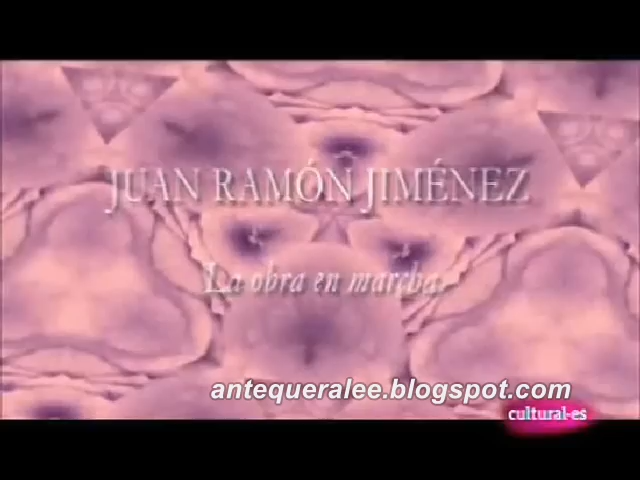 JUAN RAMÓN JIMÉNEZ
La obra en marcha
antequeralee.blogspot.com
cultural·es